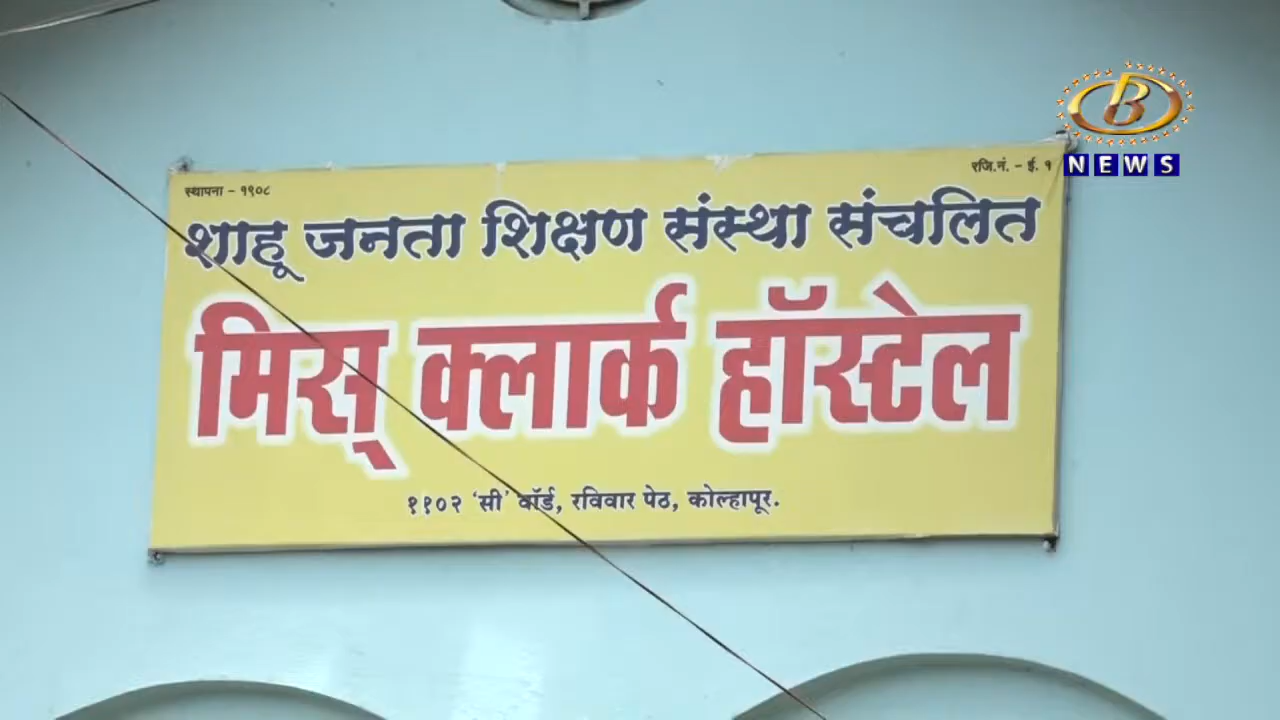 स्थापना - १९०८
रजि.नं. - ई. १
शाहू जनता शिक्षण संस्था संचलित
मिस् क्लार्क हॉस्टेल
११०२ 'सी' वॉर्ड, रविवार पेठ, कोल्हापूर.
B
NEWS